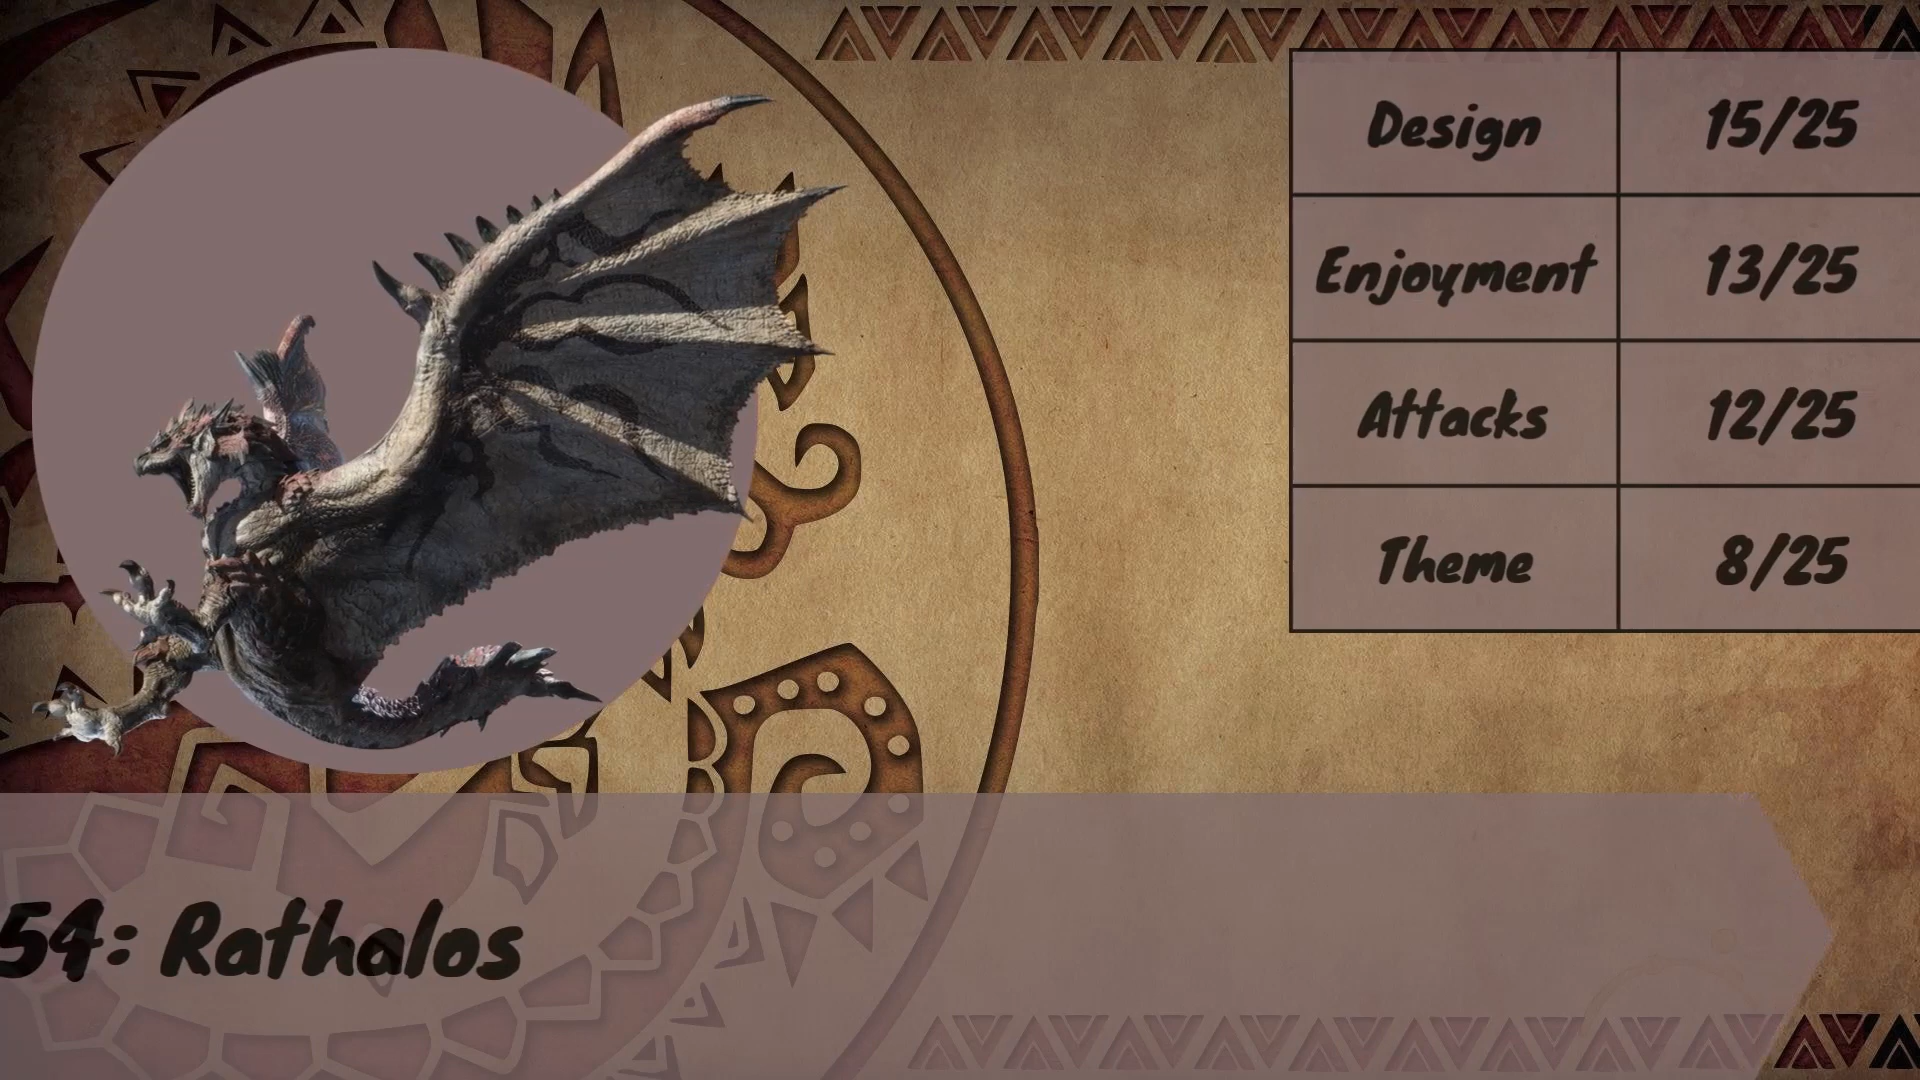 Design 15/25
Enjoyment 13/25
Attacks 12/25
Theme 8/25
54: Rathalos